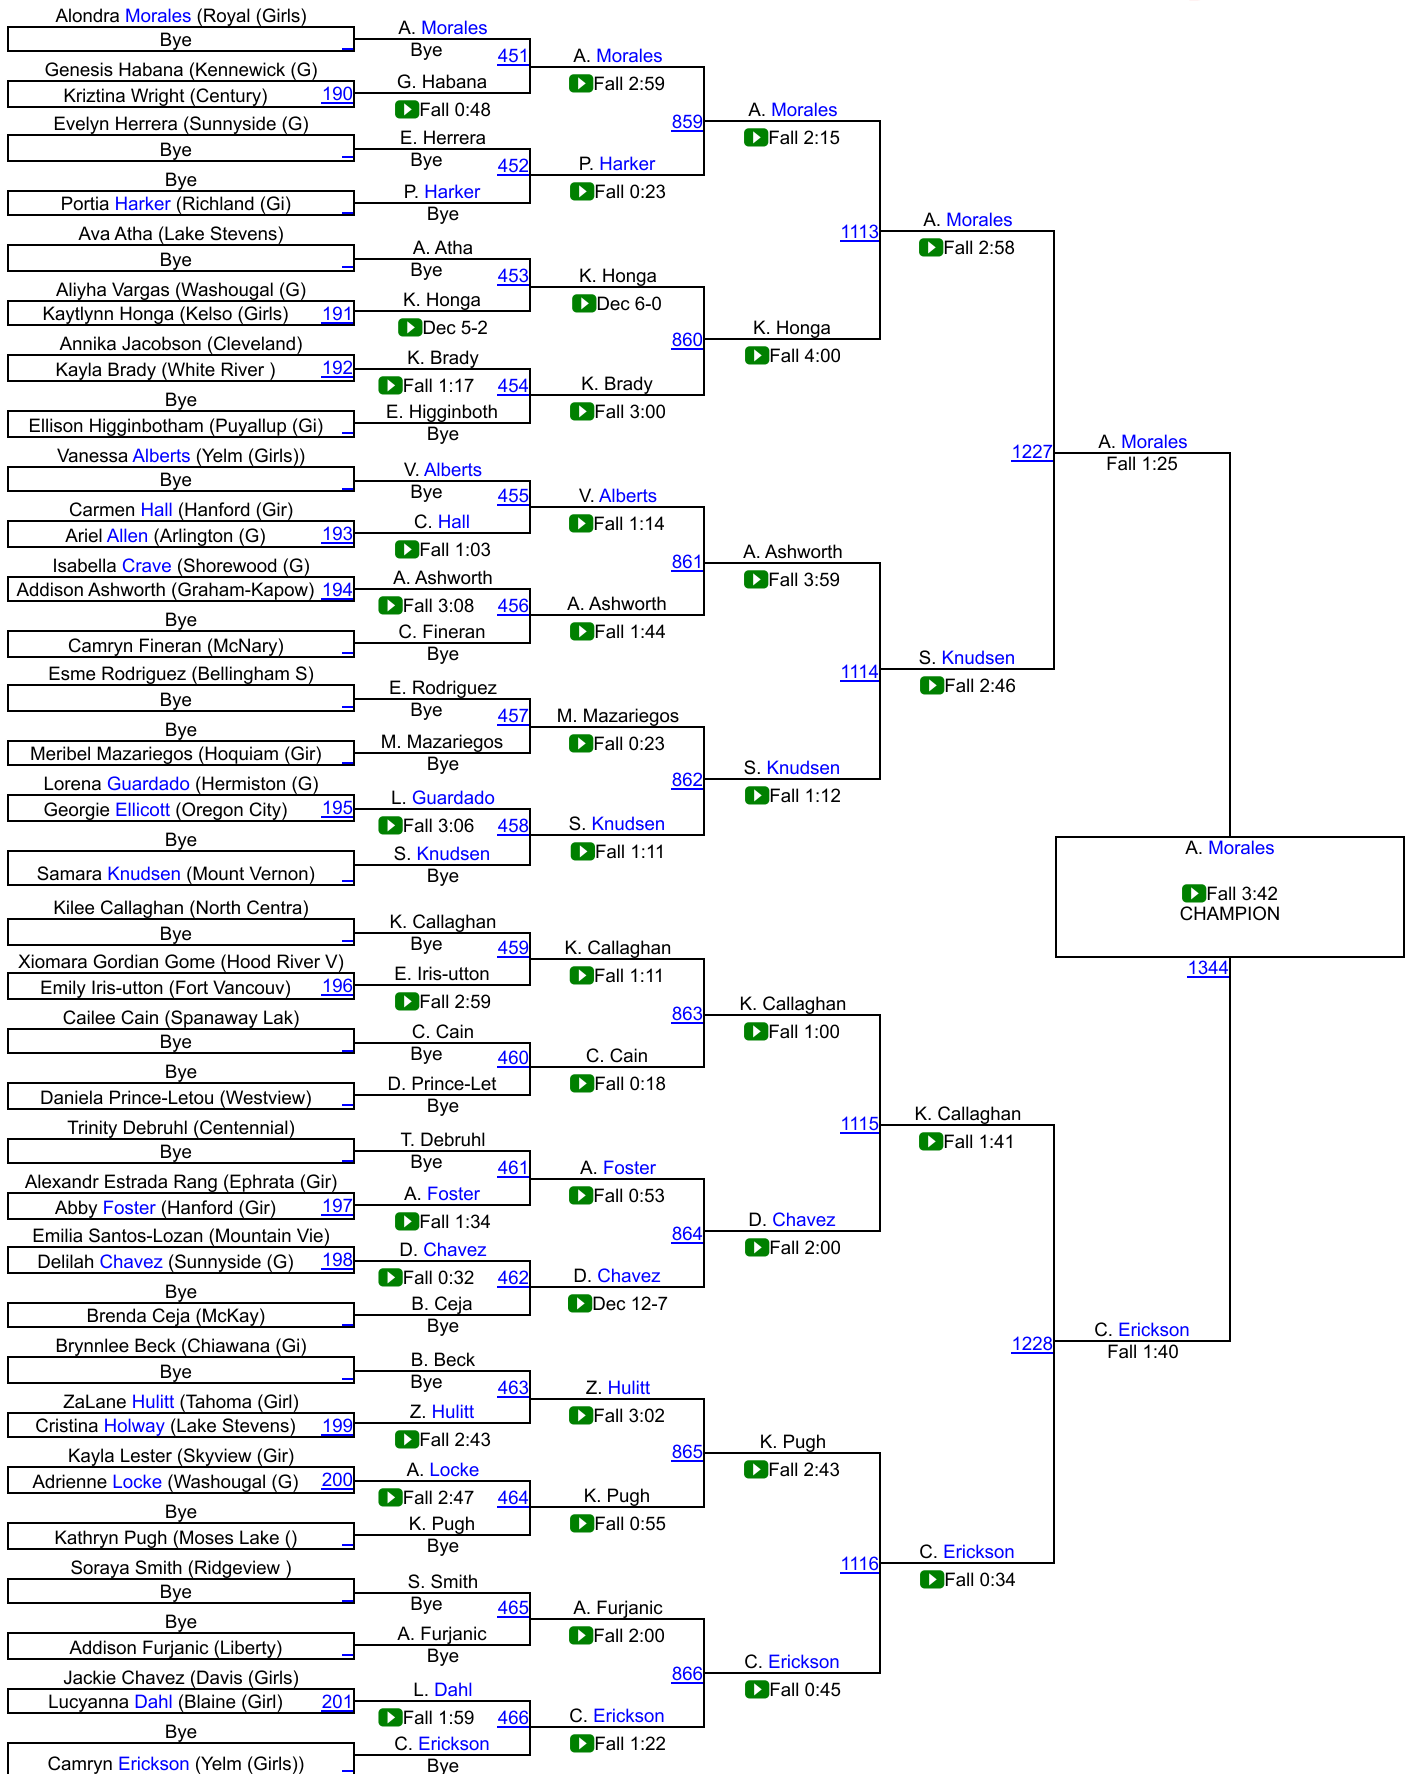 Alondra Morales (Royal (Girls)
Bye
Genesis Habana (Kennewick (G)
Kriztina Wright (Century) 190
Evelyn Herrera (Sunnyside (G)
Bye
Bye
Portia Harker (Richland (Gi)
Ava Atha (Lake Stevens)
Bye
Aliyha Vargas (Washougal (G)
Kaytlynn Honga (Kelso (Girls) 191
Annika Jacobson (Cleveland)
Kayla Brady (White River ) 192
Bye
Ellison Higginbotham (Puyallup (Gi)
Vanessa Alberts (Yelm (Girls))
Bye
Carmen Hall (Hanford (Gir)
Ariel Allen (Arlington (G) 193
Isabella Crave (Shorewood (G)
Addison Ashworth (Graham-Kapow) 194
Bye
Camryn Fineran (McNary)
Esme Rodriguez (Bellingham S)
Bye
Bye
Meribel Mazariegos (Hoquiam (Gir)
Lorena Guardado (Hermiston (G)
Georgie Ellicott (Oregon City) 195
Bye
Samara Knudsen (Mount Vernon)
Kilee Callaghan (North Centra)
Bye
Xiomara Gordian Gome (Hood River V)
Emily Iris-utton (Fort Vancouv) 196
Cailee Cain (Spanaway Lak)
Bye
Bye
Daniela Prince-Letou (Westview)
Trinity Debruhl (Centennial)
Bye
Alexandr Estrada Rang (Ephrata (Gir)
Abby Foster (Hanford (Gir) 197
Emilia Santos-Lozan (Mountain Vie)
Delilah Chavez (Sunnyside (G) 198
Bye
Brenda Ceja (McKay)
Brynnlee Beck (Chiawana (Gi)
Bye
ZaLane Hulitt (Tahoma (Girl)
Cristina Holway (Lake Stevens) 199
Kayla Lester (Skyview (Gir)
Adrienne Locke (Washougal (G) 200
Bye
Kathryn Pugh (Moses Lake ()
Soraya Smith (Ridgeview )
Bye
Bye
Addison Furjanic (Liberty)
Jackie Chavez (Davis (Girls)
Lucyanna Dahl (Blaine (Girl) 201
Bye
Camryn Erickson (Yelm (Girls))
A. Morales
Bye
451
G. Habana
Fall 0:48
E. Herrera
Bye
452
P. Harker
Bye
A. Atha
Bye
453
K. Honga
Dec 5-2
K. Brady
Fall 1:17
454
E. Higginboth
Bye
V. Alberts
Bye
455
C. Hall
Fall 1:03
A. Ashworth
Fall 3:08
456
C. Fineran
Bye
E. Rodriguez
Bye
457
M. Mazariegos
Bye
L. Guardado
Fall 3:06
458
S. Knudsen
Bye
K. Callaghan
Bye
459
E. Iris-utton
Fall 2:59
C. Cain
Bye
460
D. Prince-Let
Bye
T. Debruhl
Bye
461
A. Foster
Fall 1:34
D. Chavez
Fall 0:32
462
B. Ceja
Bye
B. Beck
Bye
463
Z. Hulitt
Fall 2:43
A. Locke
Fall 2:47
464
K. Pugh
Bye
S. Smith
Bye
465
A. Furjanic
Bye
L. Dahl
Fall 1:59
466
C. Erickson
Bye
A. Morales
Fall 2:59
859
P. Harker
Fall 0:23
K. Honga
Dec 6-0
860
K. Brady
Fall 3:00
V. Alberts
Fall 1:14
861
A. Ashworth
Fall 1:44
M. Mazariegos
Fall 0:23
862
S. Knudsen
Fall 1:11
K. Callaghan
Fall 1:11
863
C. Cain
Fall 0:18
A. Foster
Fall 0:53
864
D. Chavez
Dec 12-7
Z. Hulitt
Fall 3:02
865
K. Pugh
Fall 0:55
A. Furjanic
Fall 2:00
866
C. Erickson
Fall 1:22
A. Morales
Fall 2:15
1113
K. Honga
Fall 4:00
A. Ashworth
Fall 3:59
1114
S. Knudsen
Fall 1:12
K. Callaghan
Fall 1:00
1115
D. Chavez
Fall 2:00
K. Pugh
Fall 2:43
1116
C. Erickson
Fall 0:45
A. Morales
Fall 2:58
1227
S. Knudsen
Fall 2:46
K. Callaghan
Fall 1:41
1228
C. Erickson
Fall 0:34
A. Morales
Fall 1:25
A. Morales
Fall 3:42
CHAMPION
1344
C. Erickson
Fall 1:40